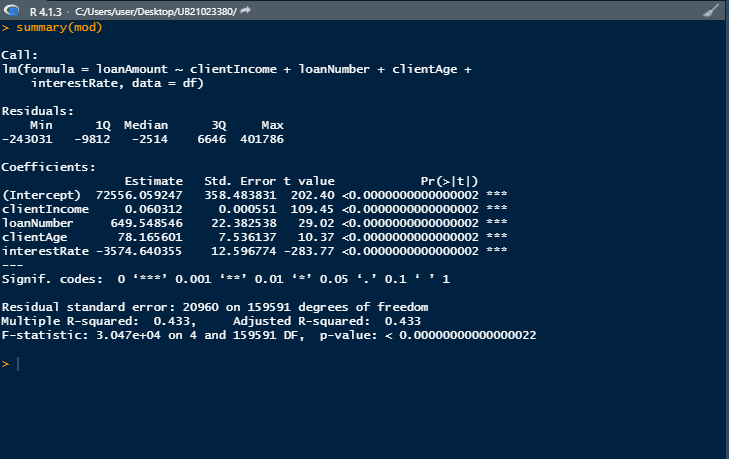 R 4.1.3 · C:/Users/user/Desktop/UB21023380/
> summary(mod)
Call:
lm(formula = loanAmount ~ clientIncome + loanNumber + clientAge +
    interestRate, data = df)
Residuals:
    Min      1Q  Median      3Q     Max
-243031   -9812   -2514    6646  401786
Coefficients:
                 Estimate   Std. Error t value            Pr(>|t|)
(Intercept)  72556.059247   358.483831  202.40 <0.0000000000000002 ***
clientIncome     0.060312     0.000551  109.45 <0.0000000000000002 ***
loanNumber     649.548546    22.382538   29.02 <0.0000000000000002 ***
clientAge       78.165601     7.536137   10.37 <0.0000000000000002 ***
interestRate -3574.640355    12.596774 -283.77 <0.0000000000000002 ***
---
Signif. codes:  0 ‘***’ 0.001 ‘**’ 0.01 ‘*’ 0.05 ‘.’ 0.1 ‘ ’ 1
Residual standard error: 20960 on 159591 degrees of freedom
Multiple R-squared:  0.433,	Adjusted R-squared:  0.433
F-statistic: 3.047e+04 on 4 and 159591 DF,  p-value: < 0.00000000000000022
>